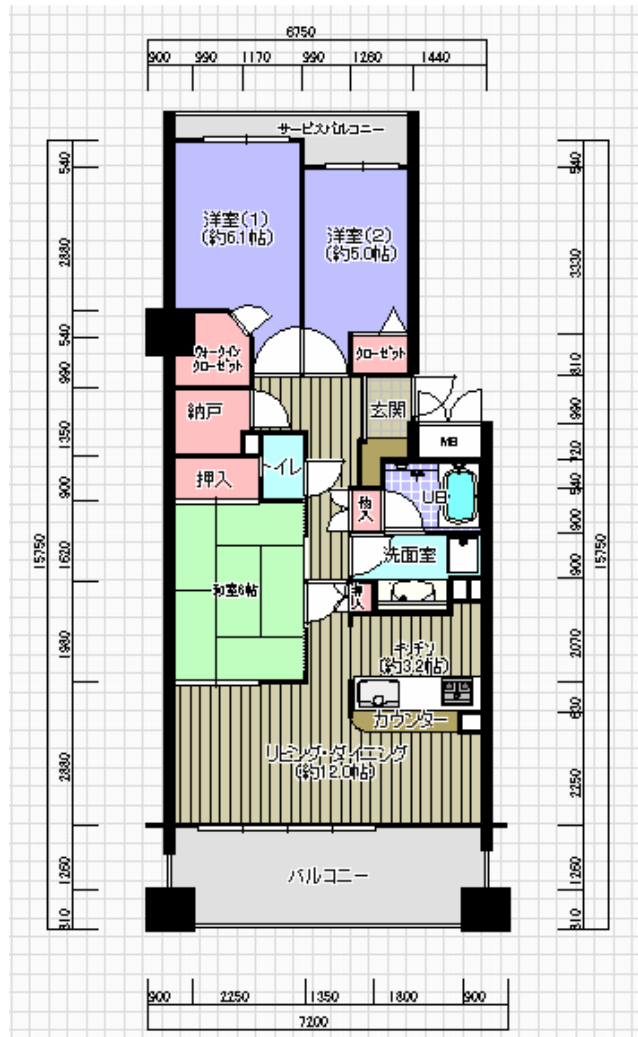 6750
900 990 1170 990 1260 1440
サービスバルコニー
540
2880
540
990
1350
900
1620
1980
2880
1260
810
15750
540
3330
810
990
720
540
900
900
2070
630
2250
1260
810
15750
洋室(1)
(約6.1帖)
洋室(2)
(約5.0帖)
ウォークイン
クローゼット
クローゼット
納戸
玄関
MB
トイレ
押入
物入
UB
洗面室
和室6帖
キッチン
(約3.2帖)
カウンター
リビング・ダイニング
(約12.0帖)
バルコニー
900 2250 1350 1800 900
7200